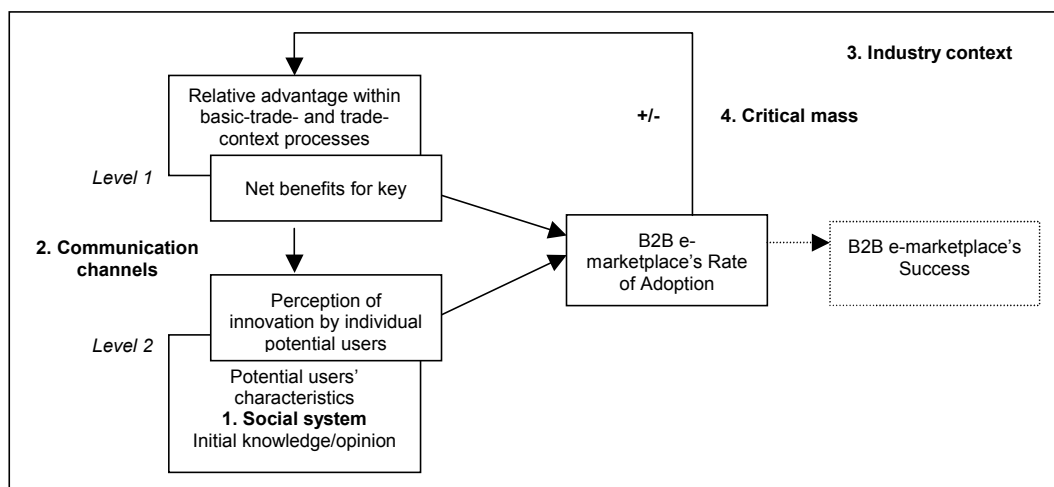 3. Industry context
Relative advantage within
basic-trade- and trade-
context processes
+/-
4. Critical mass
Level 1
Net benefits for key
2. Communication
channels
B2B e-
marketplace's Rate
of Adoption
B2B e-marketplace's
Success
Perception of
innovation by individual
potential users
Level 2
Potential users'
characteristics
1. Social system
Initial knowledge/opinion